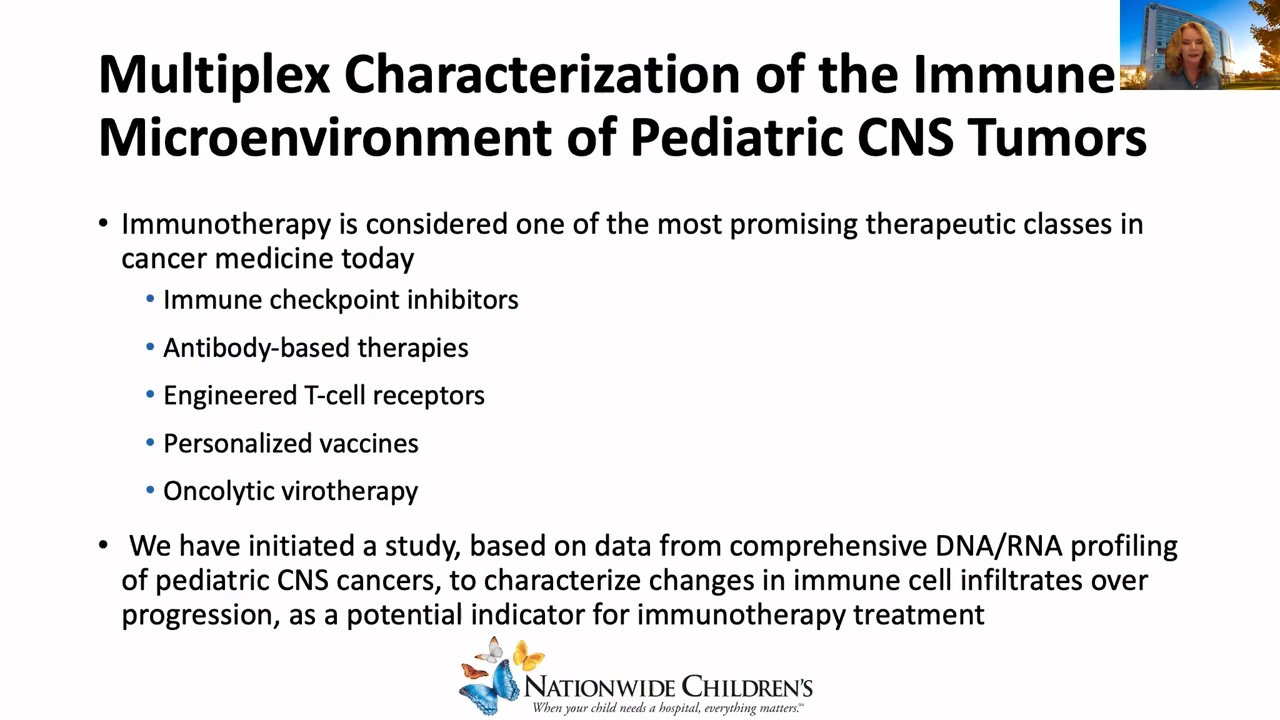 Multiplex Characterization of the Immune
Microenvironment of Pediatric CNS Tumors
• Immunotherapy is considered one of the most promising therapeutic classes in
cancer medicine today
• Immune checkpoint inhibitors
• Antibody-based therapies
• Engineered T-cell receptors
• Personalized vaccines
• Oncolytic virotherapy
• We have initiated a study, based on data from comprehensive DNA/RNA profiling
of pediatric CNS cancers, to characterize changes in immune cell infiltrates over
progression, as a potential indicator for immunotherapy treatment
NATIONWIDE CHILDREN'S
When your child needs a hospital, everything matters.℠